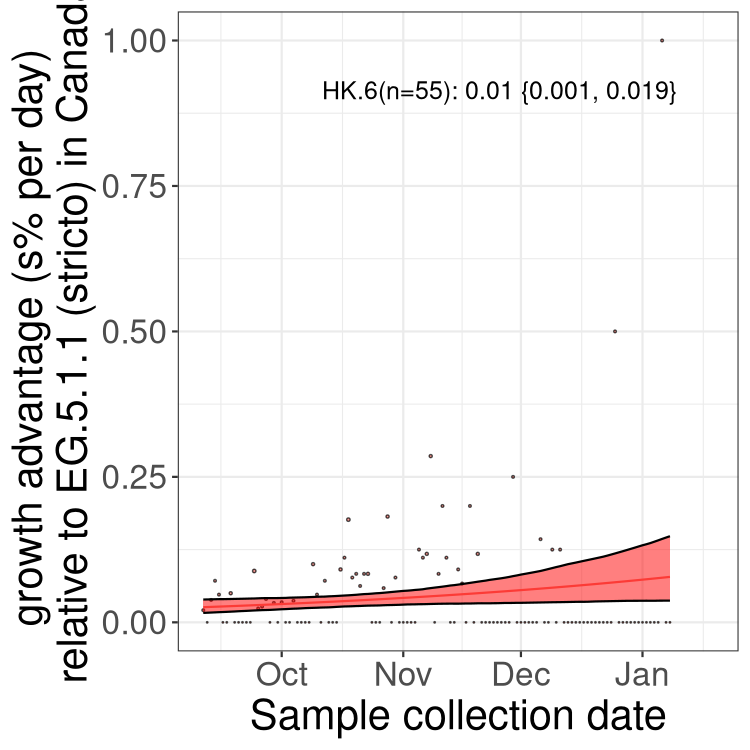 growth advantage (s% per day)
relative to EG.5.1.1 (stricto) in Canada
1.00
0.75
0.50
0.25
0.00
HK.6(n=55): 0.01 {0.001, 0.019}
Oct Nov Dec Jan
Sample collection date